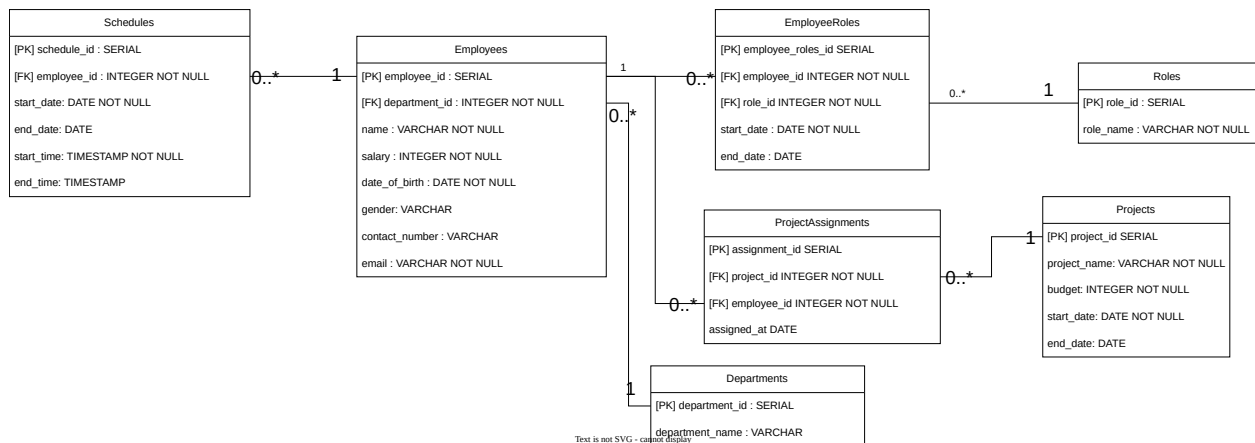 Schedules
[PK] schedule_id : SERIAL
[FK] employee_id : INTEGER NOT NULL
start_date: DATE NOT NULL
end_date: DATE
start_time: TIMESTAMP NOT NULL
end_time: TIMESTAMP
0..*
1
Employees
[PK] employee_id : SERIAL
[FK] department_id : INTEGER NOT NULL
name : VARCHAR NOT NULL
salary : INTEGER NOT NULL
date_of_birth : DATE NOT NULL
gender: VARCHAR
contact_number : VARCHAR
email : VARCHAR NOT NULL
1
0..*
0..*
EmployeeRoles
[PK] employee_roles_id SERIAL
[FK] employee_id INTEGER NOT NULL
[FK] role_id INTEGER NOT NULL
start_date : DATE NOT NULL
end_date : DATE
0..*
1
Roles
[PK] role_id : SERIAL
role_name : VARCHAR NOT NULL
0..*
ProjectAssignments
[PK] assignment_id SERIAL
[FK] project_id INTEGER NOT NULL
[FK] employee_id INTEGER NOT NULL
assigned_at DATE
0..*
1
Projects
[PK] project_id SERIAL
project_name: VARCHAR NOT NULL
budget: INTEGER NOT NULL
start_date: DATE NOT NULL
end_date: DATE
1
Departments
[PK] department_id : SERIAL
department_name : VARCHAR
Text is not SVG - cannot display